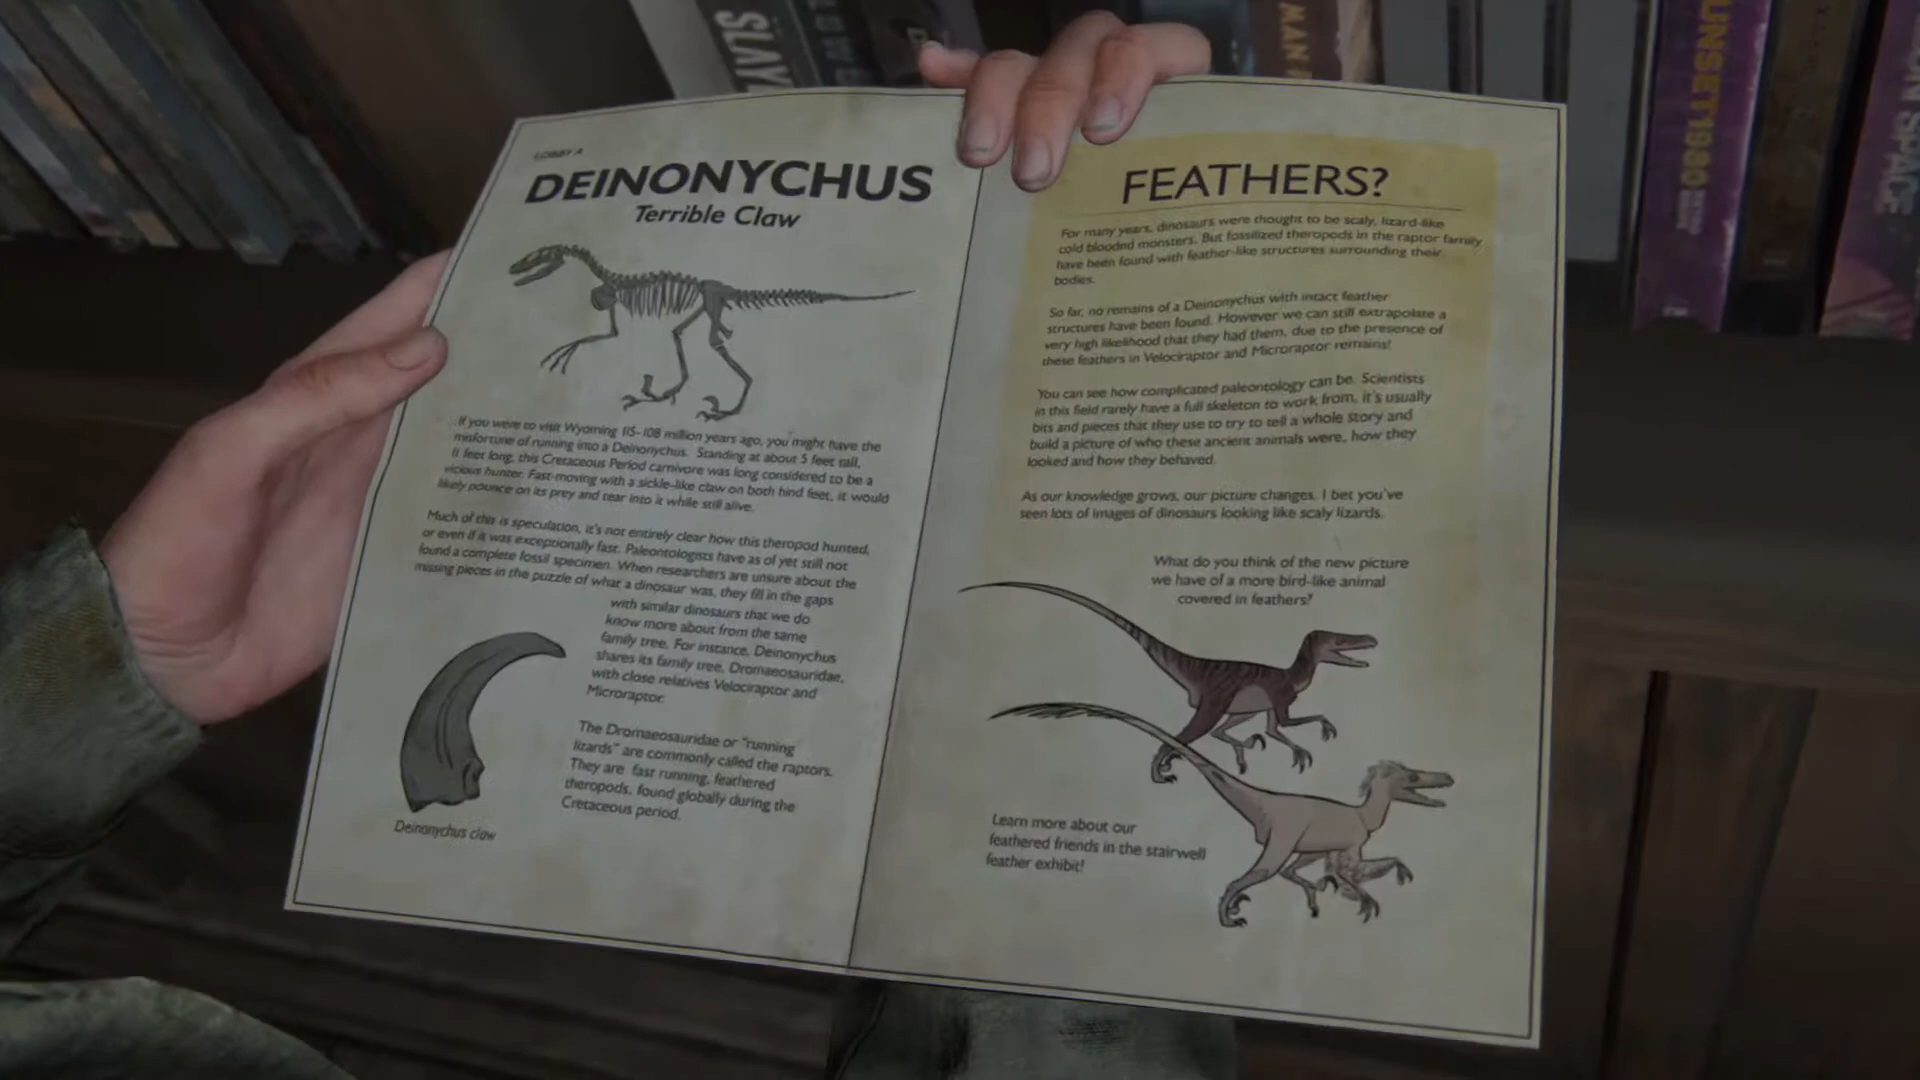 SLAY
MAN
UNSET 1980
ON SPACE
LOBBY A
DEINONYCHUS
Terrible Claw
If you were to visit Wyoming 115-108 million years ago, you might have the
misfortune of running into a Deinonychus. Standing at about 5 feet tall,
11 feet long, this Cretaceous Period carnivore was long considered to be a
vicious hunter. Fast-moving with a sickle-like claw on both hind feet, it would
likely pounce on its prey and tear into it while still alive.
Much of this is speculation, it's not entirely clear how this theropod hunted,
or even if it was exceptionally fast. Paleontologists have as of yet still not
found a complete fossil specimen. When researchers are unsure about the
missing pieces in the puzzle of what a dinosaur was, they fill in the gaps
with similar dinosaurs that we do
know more about from the same
family tree. For instance, Deinonychus
shares its family tree, Dromaeosauridae,
with close relatives Velociraptor and
Microraptor.
The Dromaeosauridae or "running
lizards" are commonly called the raptors.
They are fast running, feathered
theropods, found globally during the
Cretaceous period.
Deinonychus claw
FEATHERS?
For many years, dinosaurs were thought to be scaly, lizard-like
cold blooded monsters. But fossilized theropods in the raptor family
have been found with feather-like structures surrounding their
bodies.
So far, no remains of a Deinonychus with intact feather
structures have been found. However we can still extrapolate a
very high likelihood that they had them, due to the presence of
these feathers in Velociraptor and Microraptor remains!
You can see how complicated paleontology can be. Scientists
in this field rarely have a full skeleton to work from, it's usually
bits and pieces that they use to try to tell a whole story and
build a picture of who these ancient animals were, how they
looked and how they behaved.
As our knowledge grows, our picture changes. I bet you've
seen lots of images of dinosaurs looking like scaly lizards.
What do you think of the new picture
we have of a more bird-like animal
covered in feathers?
Learn more about our
feathered friends in the stairwell
feather exhibit!